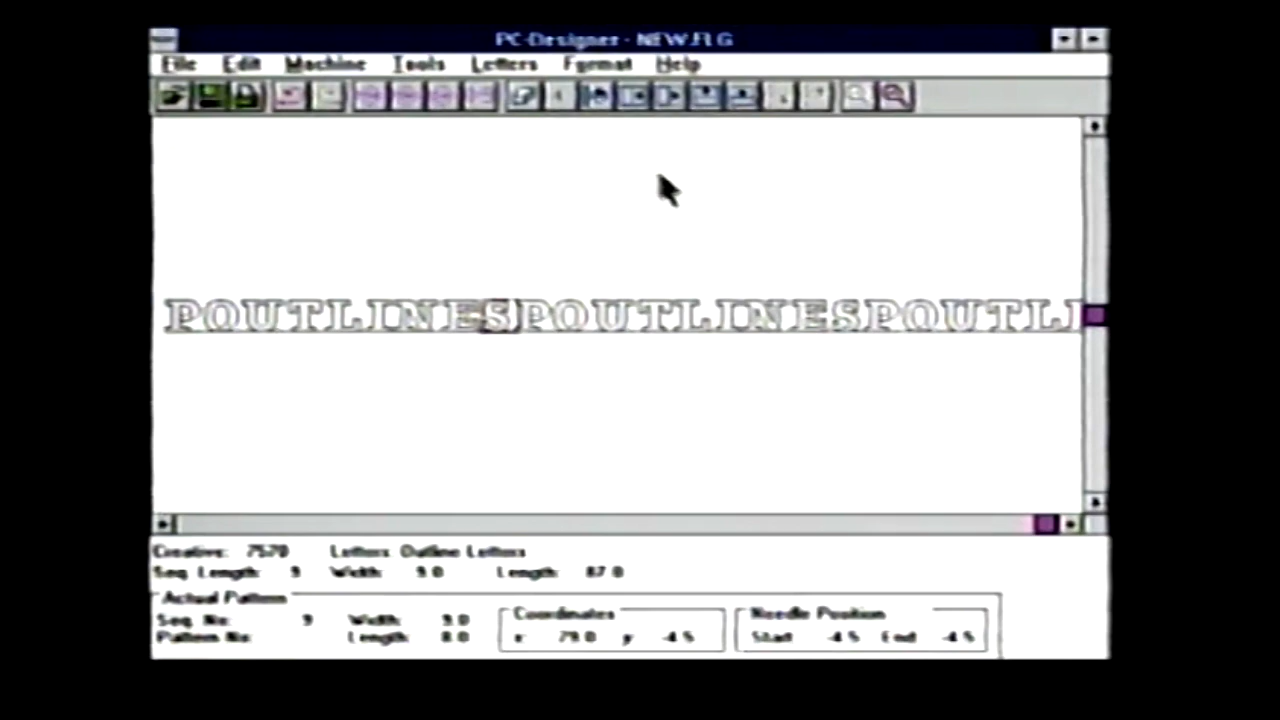 PC-Designer - NEW.FLG
File Edit Machine Tools Letters Format Help
POUTLINESPOUTLINESPOUTLI
Creative: 7570 Letters Outline Letters
Seq. Length: 9 Width: 9.0 Length: 87.0
Actual Pattern
Seq. No: 9 Width: 9.0
Pattern No: Length: 8.0
Coordinates
x 79.0 y -4.5
Needle Position
Start -4.5 End -4.5